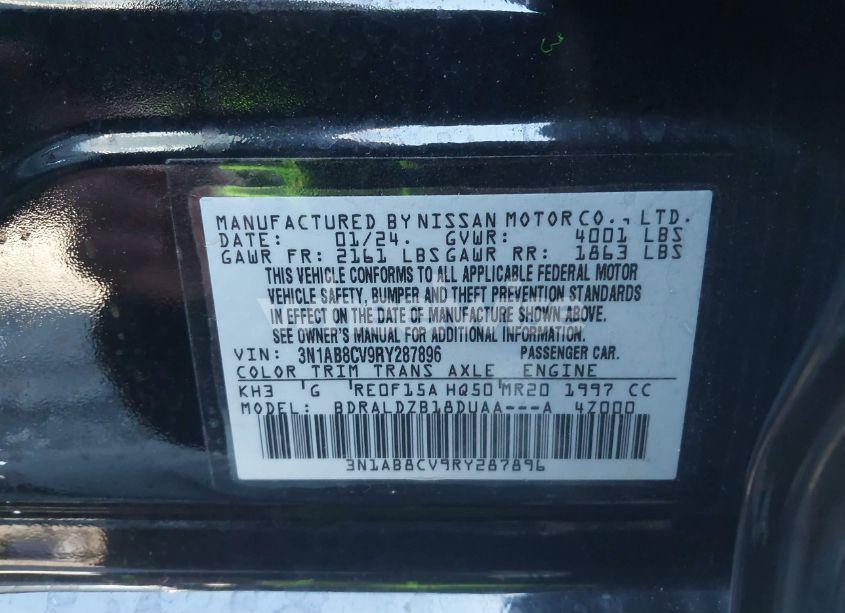 MANUFACTURED BY NISSAN MOTOR CO., LTD.
DATE: 01/24. GVWR: 4001 LBS
GAWR FR: 2161 LBS GAWR RR: 1863 LBS
THIS VEHICLE CONFORMS TO ALL APPLICABLE FEDERAL MOTOR
VEHICLE SAFETY, BUMPER AND THEFT PREVENTION STANDARDS
IN EFFECT ON THE DATE OF MANUFACTURE SHOWN ABOVE.
SEE OWNER'S MANUAL FOR ADDITIONAL INFORMATION.
VIN: 3N1AB8CV9RY287896 PASSENGER CAR.
COLOR TRIM TRANS AXLE ENGINE
KH3 G RE0F15A HQ50 MR20 1997 CC
MODEL: BDRALDZB18DUAA---A 4Z000
3N1AB8CV9RY287896